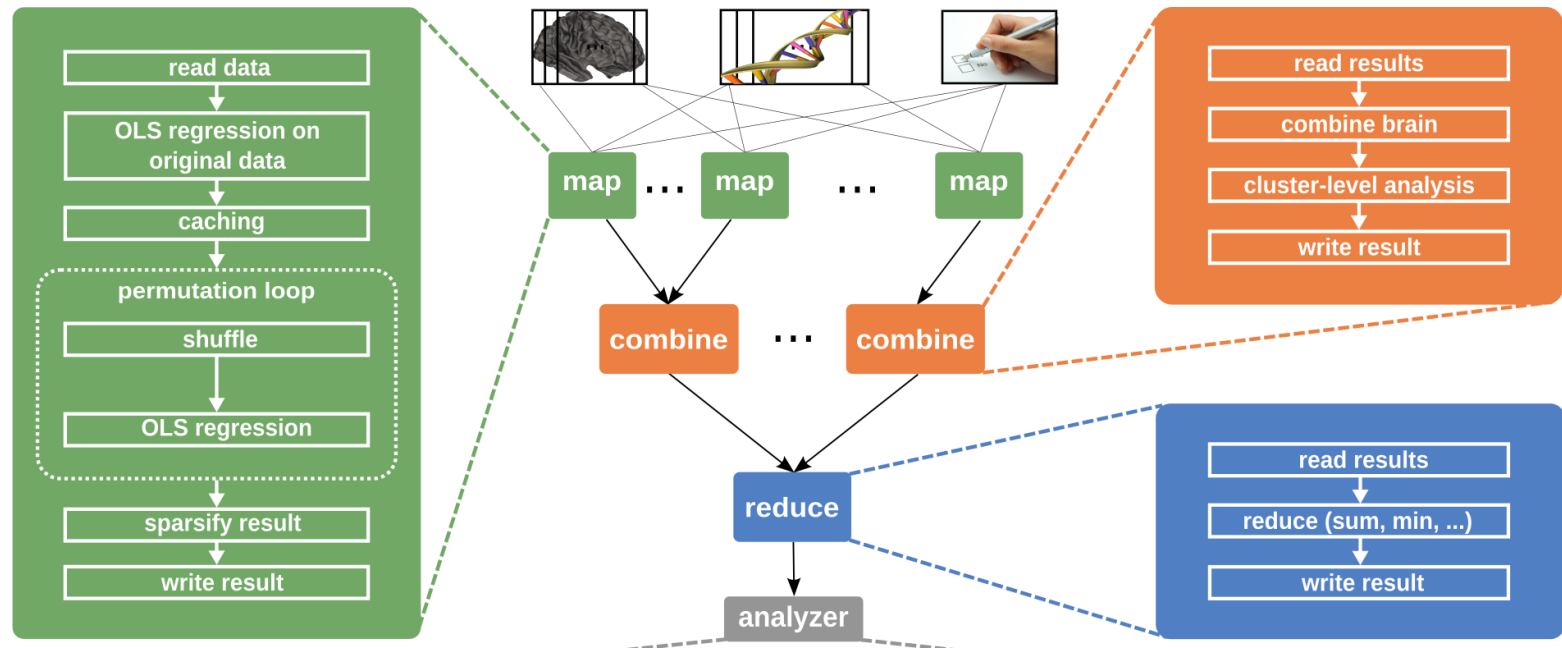 read data
OLS regression on
original data
caching
permutation loop
shuffle
OLS regression
sparsify result
write result
...
...
map
...
map
...
map
combine
...
combine
reduce
analyzer
read results
combine brain
cluster-level analysis
write result
read results
reduce (sum, min, ...)
write result